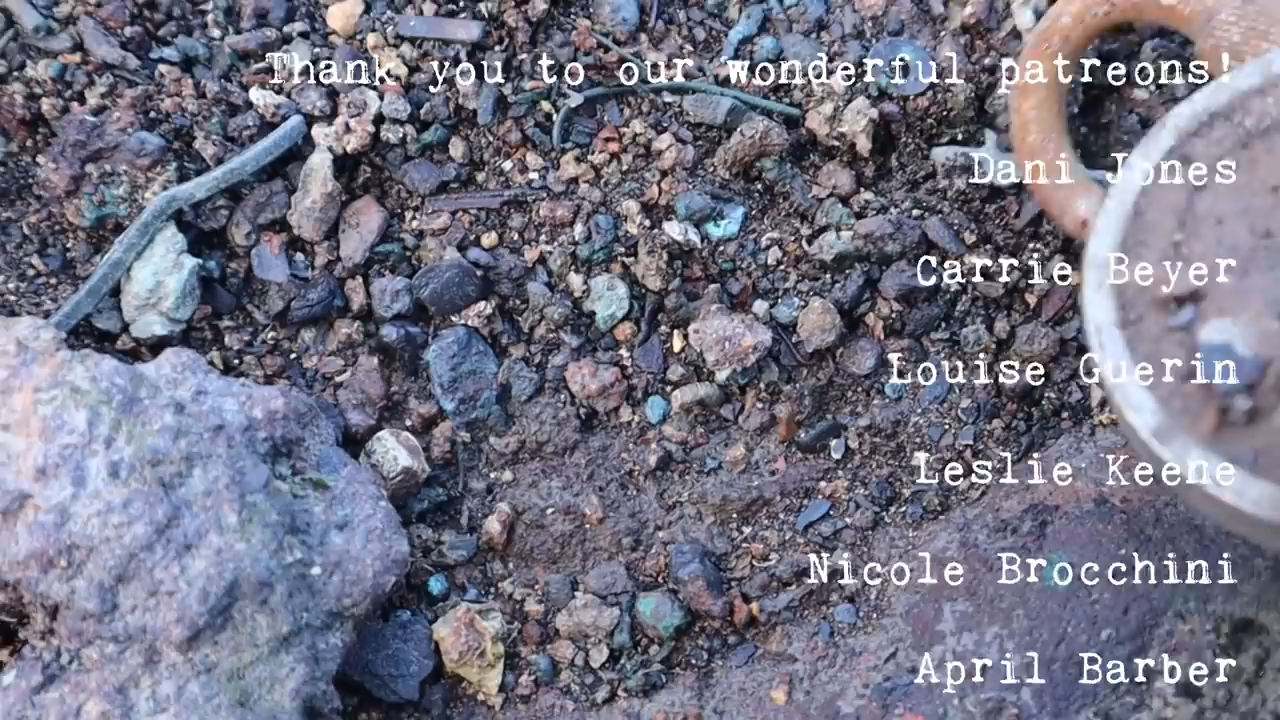 Thank you to our wonderful patreons!
Dani Jones
Carrie Beyer
Louise Guerin
Leslie Keene
Nicole Brocchini
April Barber